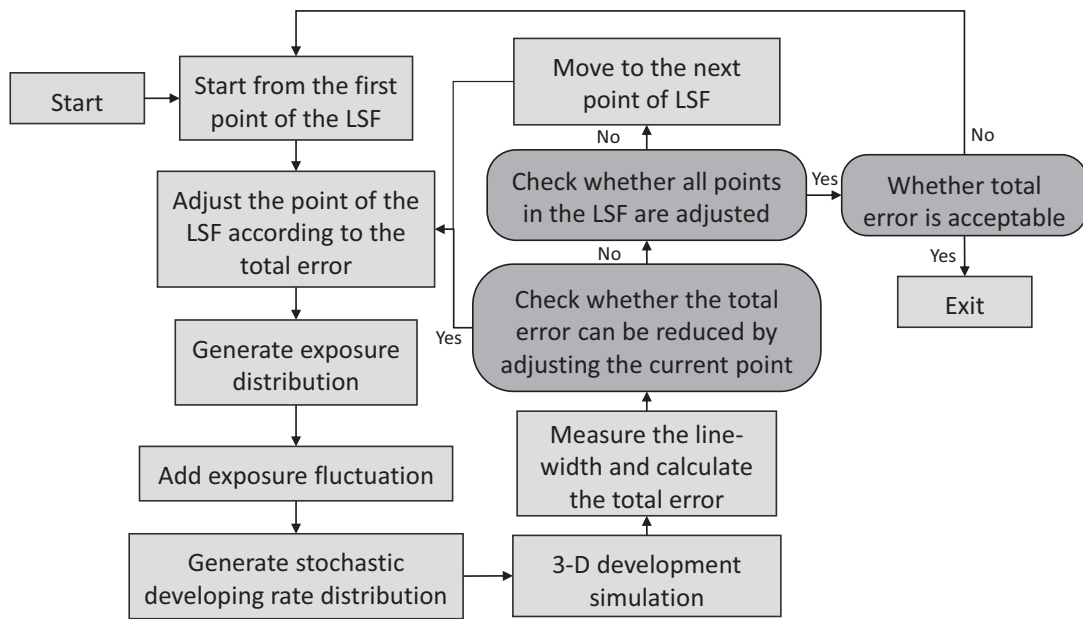 Start
Start from the first
point of the LSF
Adjust the point of the
LSF according to the
total error
Generate exposure
distribution
Add exposure fluctuation
Generate stochastic
developing rate distribution
3-D development
simulation
Measure the line-
width and calculate
the total error
Check whether the total
error can be reduced by
adjusting the current point
Yes
No
Check whether all points
in the LSF are adjusted
No
Move to the next
point of LSF
Yes
Whether total
error is acceptable
No
Yes
Exit